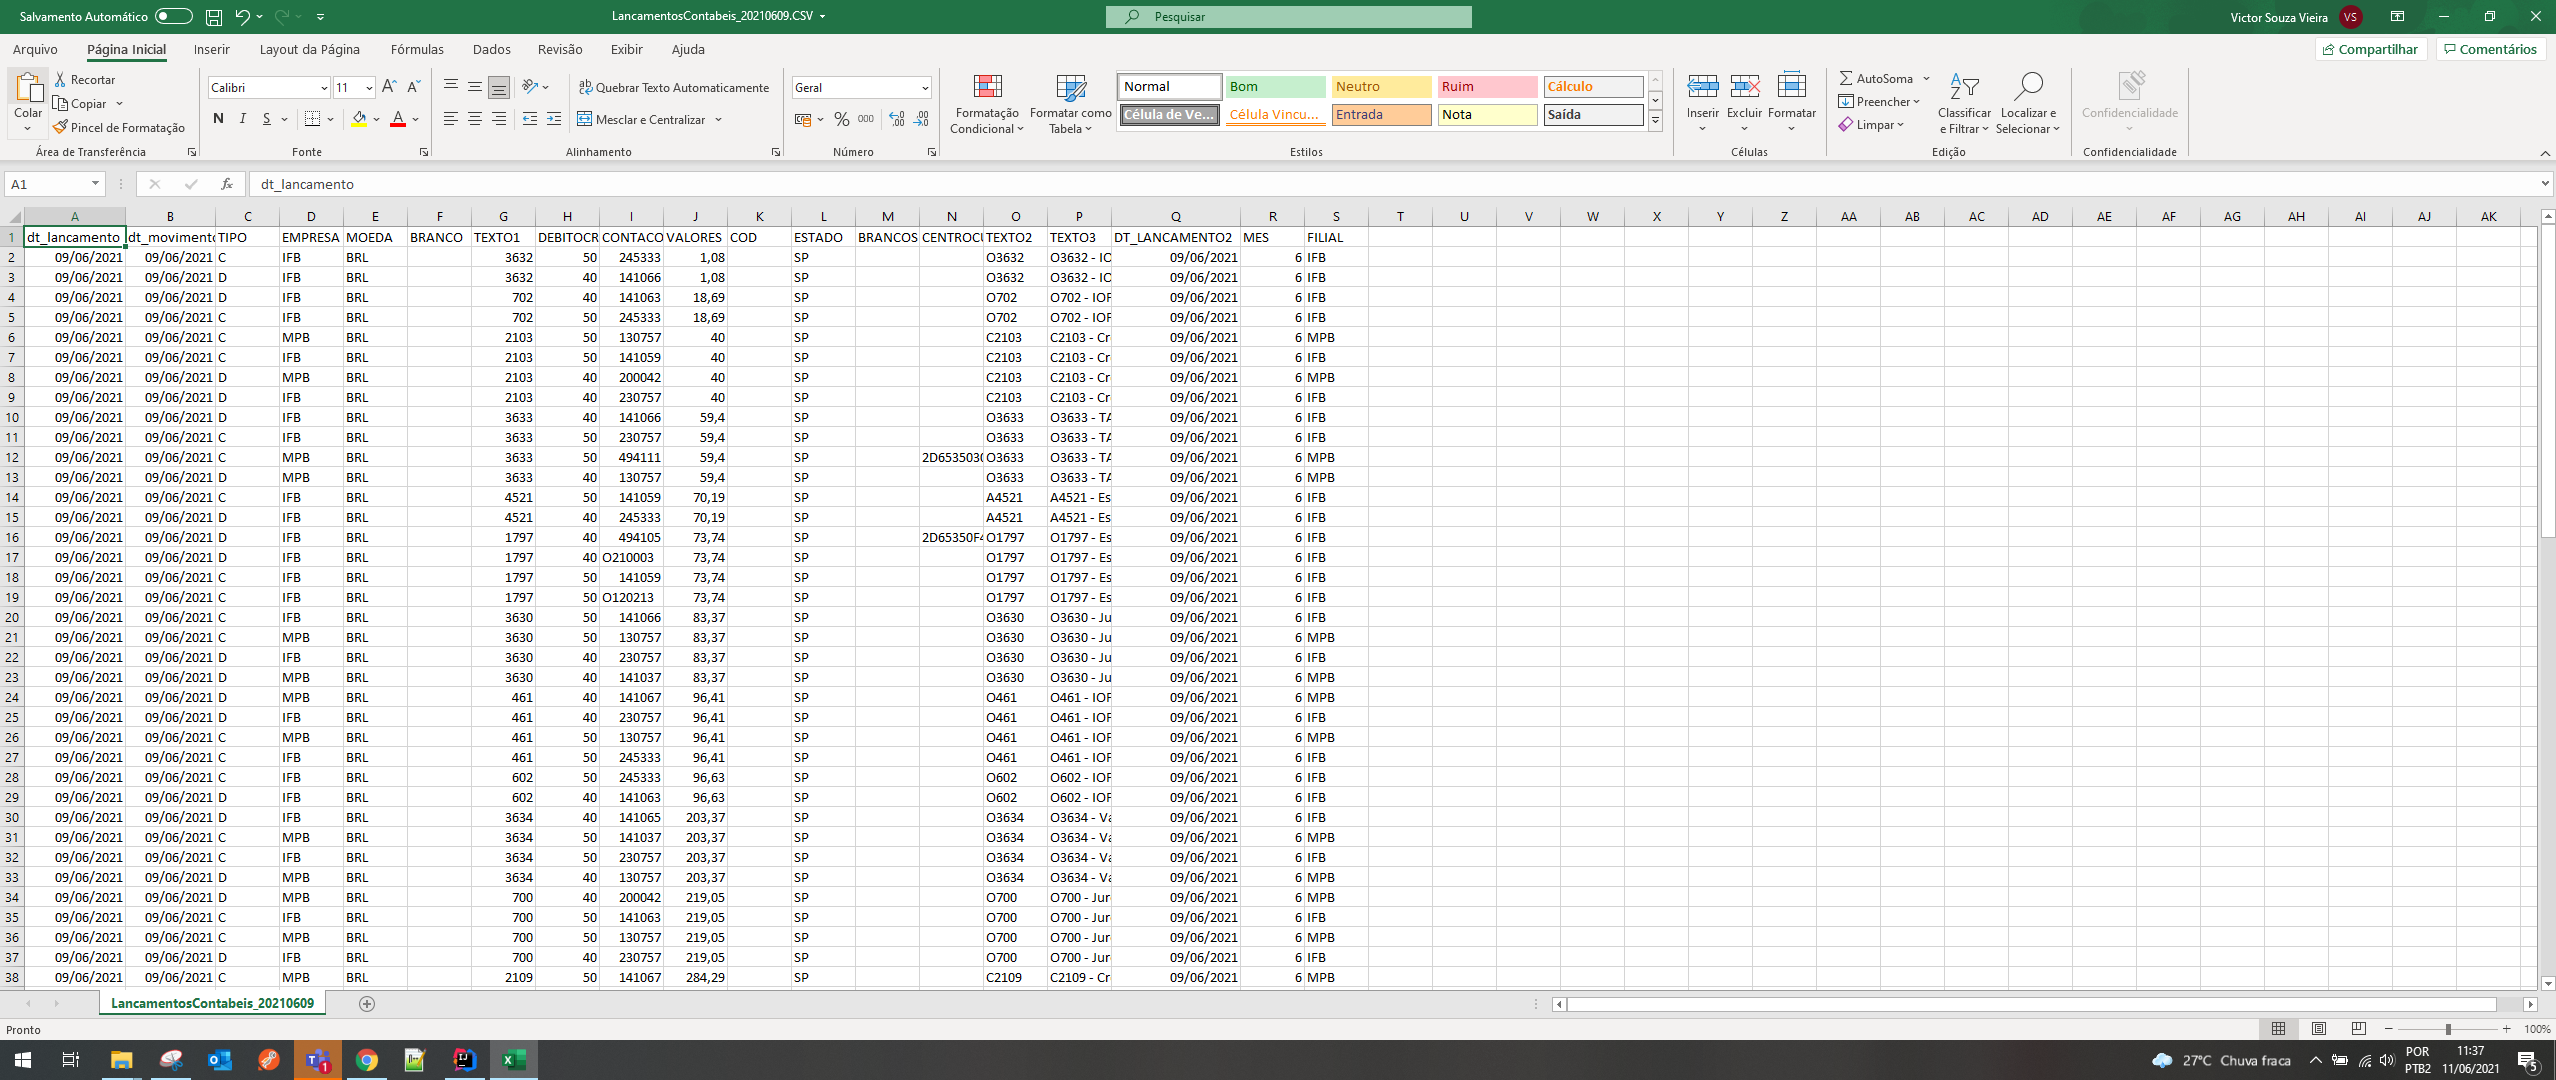 Salvamento Automático
LancamentosContabeis_20210609.CSV
Pesquisar
Victor Souza Vieira VS
Arquivo Página Inicial Inserir Layout da Página Fórmulas Dados Revisão Exibir Ajuda
Compartilhar Comentários
Colar
Recortar
Copiar
Pincel de Formatação
Área de Transferência
Calibri 11
N I S
Fonte
Quebrar Texto Automaticamente
Mesclar e Centralizar
Alinhamento
Geral
% 000
Número
Formatação Condicional
Formatar como Tabela
Normal Bom Neutro Ruim Cálculo
Célula de Ve... Célula Vincu... Entrada Nota Saída
Estilos
Inserir Excluir Formatar
Células
AutoSoma
Preencher
Limpar
Classificar e Filtrar
Localizar e Selecionar
Edição
Confidencialidade
Confidencialidade
A1 fx dt_lancamento
A B C D E F G H I J K L M N O P Q R S T U V W X Y Z AA AB AC AD AE AF AG AH AI AJ AK
1 dt_lancamento dt_movimento TIPO EMPRESA MOEDA BRANCO TEXTO1 DEBITOCR CONTACO VALORES COD ESTADO BRANCOS CENTROCU TEXTO2 TEXTO3 DT_LANCAMENTO2 MES FILIAL
2 09/06/2021 09/06/2021 C IFB BRL 3632 50 245333 1,08 SP O3632 O3632 - IO 09/06/2021 6 IFB
3 09/06/2021 09/06/2021 D IFB BRL 3632 40 141066 1,08 SP O3632 O3632 - IO 09/06/2021 6 IFB
4 09/06/2021 09/06/2021 D IFB BRL 702 40 141063 18,69 SP O702 O702 - IOF 09/06/2021 6 IFB
5 09/06/2021 09/06/2021 C IFB BRL 702 50 245333 18,69 SP O702 O702 - IOF 09/06/2021 6 IFB
6 09/06/2021 09/06/2021 C MPB BRL 2103 50 130757 40 SP C2103 C2103 - Cr 09/06/2021 6 MPB
7 09/06/2021 09/06/2021 C IFB BRL 2103 50 141059 40 SP C2103 C2103 - Cr 09/06/2021 6 IFB
8 09/06/2021 09/06/2021 D MPB BRL 2103 40 200042 40 SP C2103 C2103 - Cr 09/06/2021 6 MPB
9 09/06/2021 09/06/2021 D IFB BRL 2103 40 230757 40 SP C2103 C2103 - Cr 09/06/2021 6 IFB
10 09/06/2021 09/06/2021 D IFB BRL 3633 40 141066 59,4 SP O3633 O3633 - TA 09/06/2021 6 IFB
11 09/06/2021 09/06/2021 C IFB BRL 3633 50 230757 59,4 SP O3633 O3633 - TA 09/06/2021 6 IFB
12 09/06/2021 09/06/2021 C MPB BRL 3633 50 494111 59,4 SP 2D653503 O3633 O3633 - TA 09/06/2021 6 MPB
13 09/06/2021 09/06/2021 D MPB BRL 3633 40 130757 59,4 SP O3633 O3633 - TA 09/06/2021 6 MPB
14 09/06/2021 09/06/2021 C IFB BRL 4521 50 141059 70,19 SP A4521 A4521 - Es 09/06/2021 6 IFB
15 09/06/2021 09/06/2021 D IFB BRL 4521 40 245333 70,19 SP A4521 A4521 - Es 09/06/2021 6 IFB
16 09/06/2021 09/06/2021 D IFB BRL 1797 40 494105 73,74 SP 2D65350F4 O1797 O1797 - Es 09/06/2021 6 IFB
17 09/06/2021 09/06/2021 D IFB BRL 1797 40 O210003 73,74 SP O1797 O1797 - Es 09/06/2021 6 IFB
18 09/06/2021 09/06/2021 C IFB BRL 1797 50 141059 73,74 SP O1797 O1797 - Es 09/06/2021 6 IFB
19 09/06/2021 09/06/2021 C IFB BRL 1797 50 O120213 73,74 SP O1797 O1797 - Es 09/06/2021 6 IFB
20 09/06/2021 09/06/2021 C IFB BRL 3630 50 141066 83,37 SP O3630 O3630 - Ju 09/06/2021 6 IFB
21 09/06/2021 09/06/2021 C MPB BRL 3630 50 130757 83,37 SP O3630 O3630 - Ju 09/06/2021 6 MPB
22 09/06/2021 09/06/2021 D IFB BRL 3630 40 230757 83,37 SP O3630 O3630 - Ju 09/06/2021 6 IFB
23 09/06/2021 09/06/2021 D MPB BRL 3630 40 141037 83,37 SP O3630 O3630 - Ju 09/06/2021 6 MPB
24 09/06/2021 09/06/2021 D MPB BRL 461 40 141067 96,41 SP O461 O461 - IOF 09/06/2021 6 MPB
25 09/06/2021 09/06/2021 D IFB BRL 461 40 230757 96,41 SP O461 O461 - IOF 09/06/2021 6 IFB
26 09/06/2021 09/06/2021 C MPB BRL 461 50 130757 96,41 SP O461 O461 - IOF 09/06/2021 6 MPB
27 09/06/2021 09/06/2021 C IFB BRL 461 50 245333 96,41 SP O461 O461 - IOF 09/06/2021 6 IFB
28 09/06/2021 09/06/2021 C IFB BRL 602 50 245333 96,63 SP O602 O602 - IOF 09/06/2021 6 IFB
29 09/06/2021 09/06/2021 D IFB BRL 602 40 141063 96,63 SP O602 O602 - IOF 09/06/2021 6 IFB
30 09/06/2021 09/06/2021 D IFB BRL 3634 40 141065 203,37 SP O3634 O3634 - Va 09/06/2021 6 IFB
31 09/06/2021 09/06/2021 C MPB BRL 3634 50 141037 203,37 SP O3634 O3634 - Va 09/06/2021 6 MPB
32 09/06/2021 09/06/2021 C IFB BRL 3634 50 230757 203,37 SP O3634 O3634 - Va 09/06/2021 6 IFB
33 09/06/2021 09/06/2021 D MPB BRL 3634 40 130757 203,37 SP O3634 O3634 - Va 09/06/2021 6 MPB
34 09/06/2021 09/06/2021 D MPB BRL 700 40 200042 219,05 SP O700 O700 - Jur 09/06/2021 6 MPB
35 09/06/2021 09/06/2021 C IFB BRL 700 50 141063 219,05 SP O700 O700 - Jur 09/06/2021 6 IFB
36 09/06/2021 09/06/2021 C MPB BRL 700 50 130757 219,05 SP O700 O700 - Jur 09/06/2021 6 MPB
37 09/06/2021 09/06/2021 D IFB BRL 700 40 230757 219,05 SP O700 O700 - Jur 09/06/2021 6 IFB
38 09/06/2021 09/06/2021 C MPB BRL 2109 50 141067 284,29 SP C2109 C2109 - Cr 09/06/2021 6 MPB
LancamentosContabeis_20210609
Pronto 100%
27°C Chuva fraca
POR PTB2
11:37
11/06/2021
5